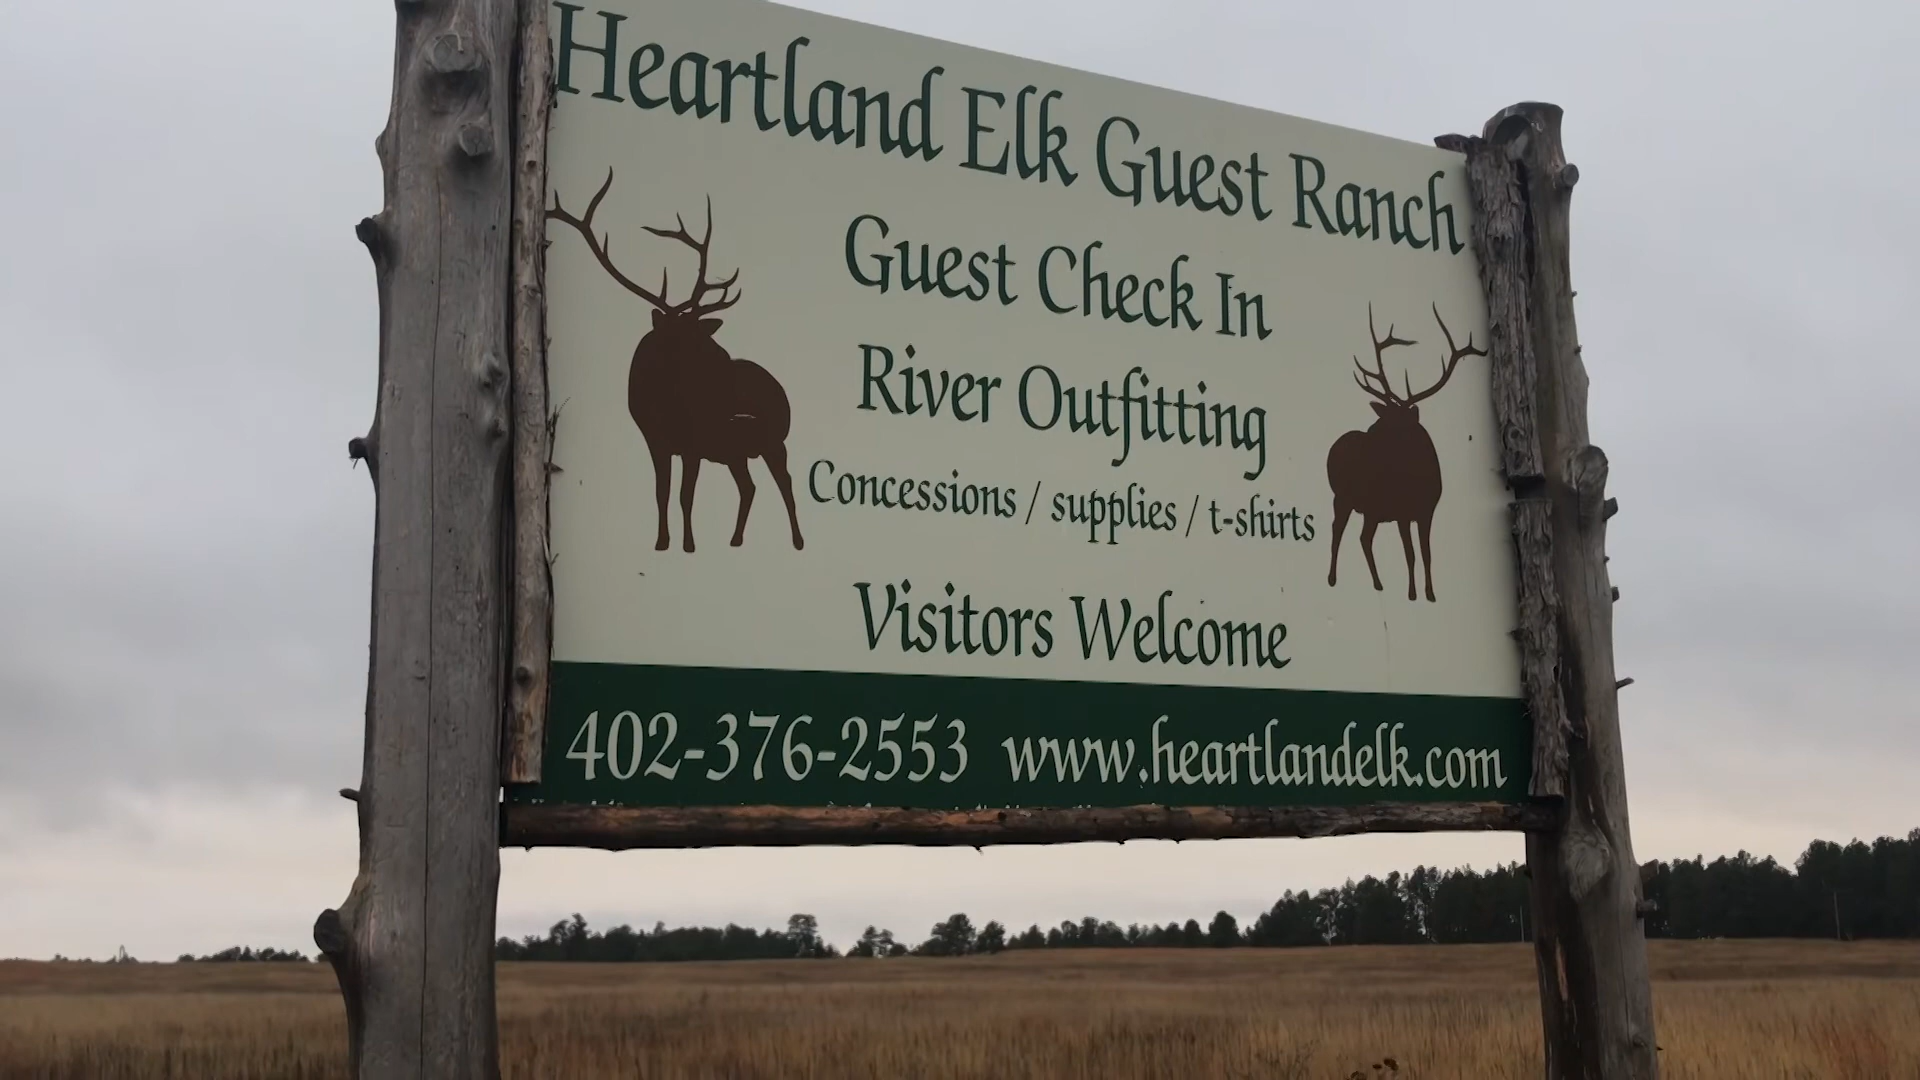 Heartland Elk Guest Ranch
Guest Check In
River Outfitting
Concessions / supplies / t-shirts
Visitors Welcome
402-376-2553 www.heartlandelk.com